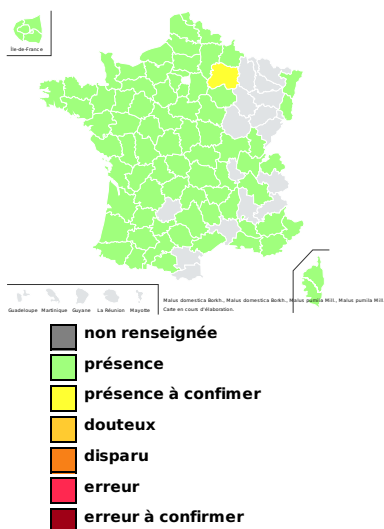 Île-de-France
Guadeloupe Martinique Guyane La Réunion Mayotte
Malus domestica Borkh., Malus domestica Borkh., Malus pumila Mill., Malus pumila Mill.
Carte en cours d'élaboration.
non renseignée
présence
présence à confimer
douteux
disparu
erreur
erreur à confirmer